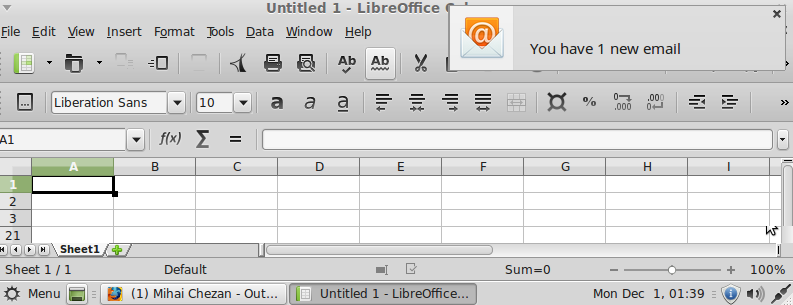 Untitled 1 - LibreOffice
You have 1 new email
File Edit View Insert Format Tools Data Window Help
Abc Abc
Liberation Sans 10 a a a % 
A1 f(x) Σ =
A B C D E F G H I
1
2
3
21
Sheet1
Sheet 1 / 1 Default Sum=0 100%
Menu (1) Mihai Chezan - Out... Untitled 1 - LibreOffice... Mon Dec 1, 01:39